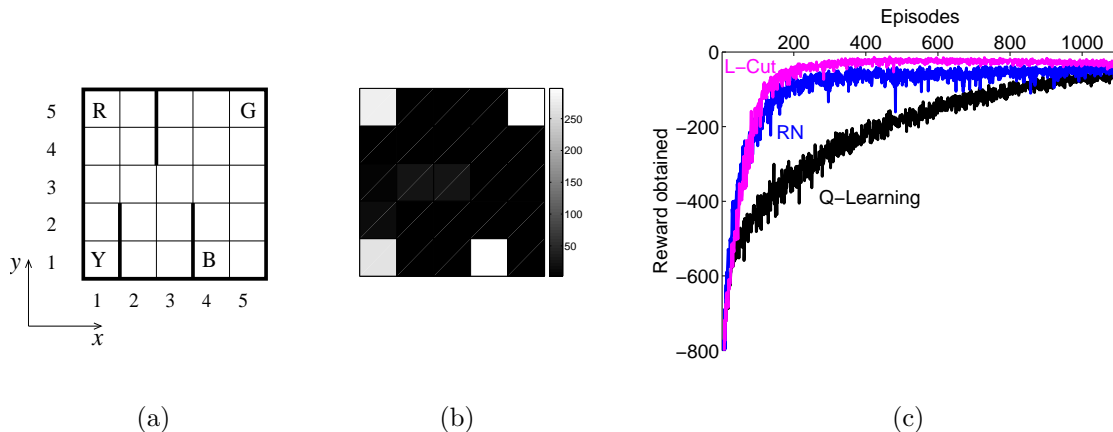 5
4
3
2
1
R
G
Y
B
y
1 2 3 4 5
x
(a)
250
200
150
100
50
(b)
Episodes
200 400 600 800 1000
0
−200
−400
−600
−800
Reward obtained
L−Cut
RN
Q−Learning
(c)